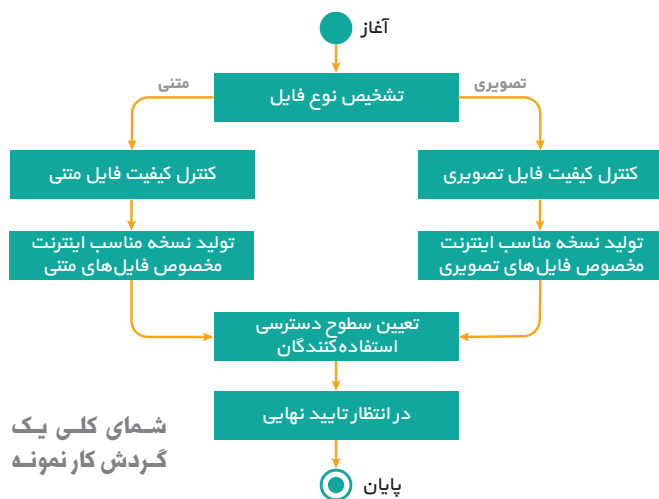 آغاز
تشخیص نوع فایل
تصویری
متنی
کنترل کیفیت فایل تصویری
کنترل کیفیت فایل متنی
تولید نسخه مناسب اینترنت
مخصوص فایل‌های تصویری
تولید نسخه مناسب اینترنت
مخصوص فایل‌های متنی
تعیین سطوح دسترسی
استفاده‌کنندگان
در انتظار تایید نهایی
پایان
شمای کلی یک
گردش کار نمونه